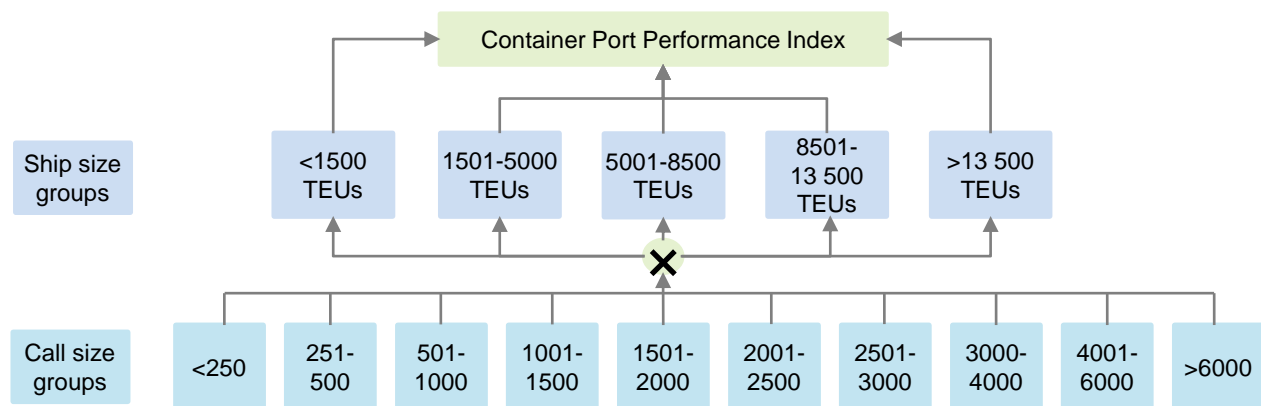 Container Port Performance Index
Ship size
groups
<1500
TEUs
1501-5000
TEUs
5001-8500
TEUs
8501-
13 500
TEUs
>13 500
TEUs
Call size
groups
<250
251-
500
501-
1000
1001-
1500
1501-
2000
2001-
2500
2501-
3000
3000-
4000
4001-
6000
>6000